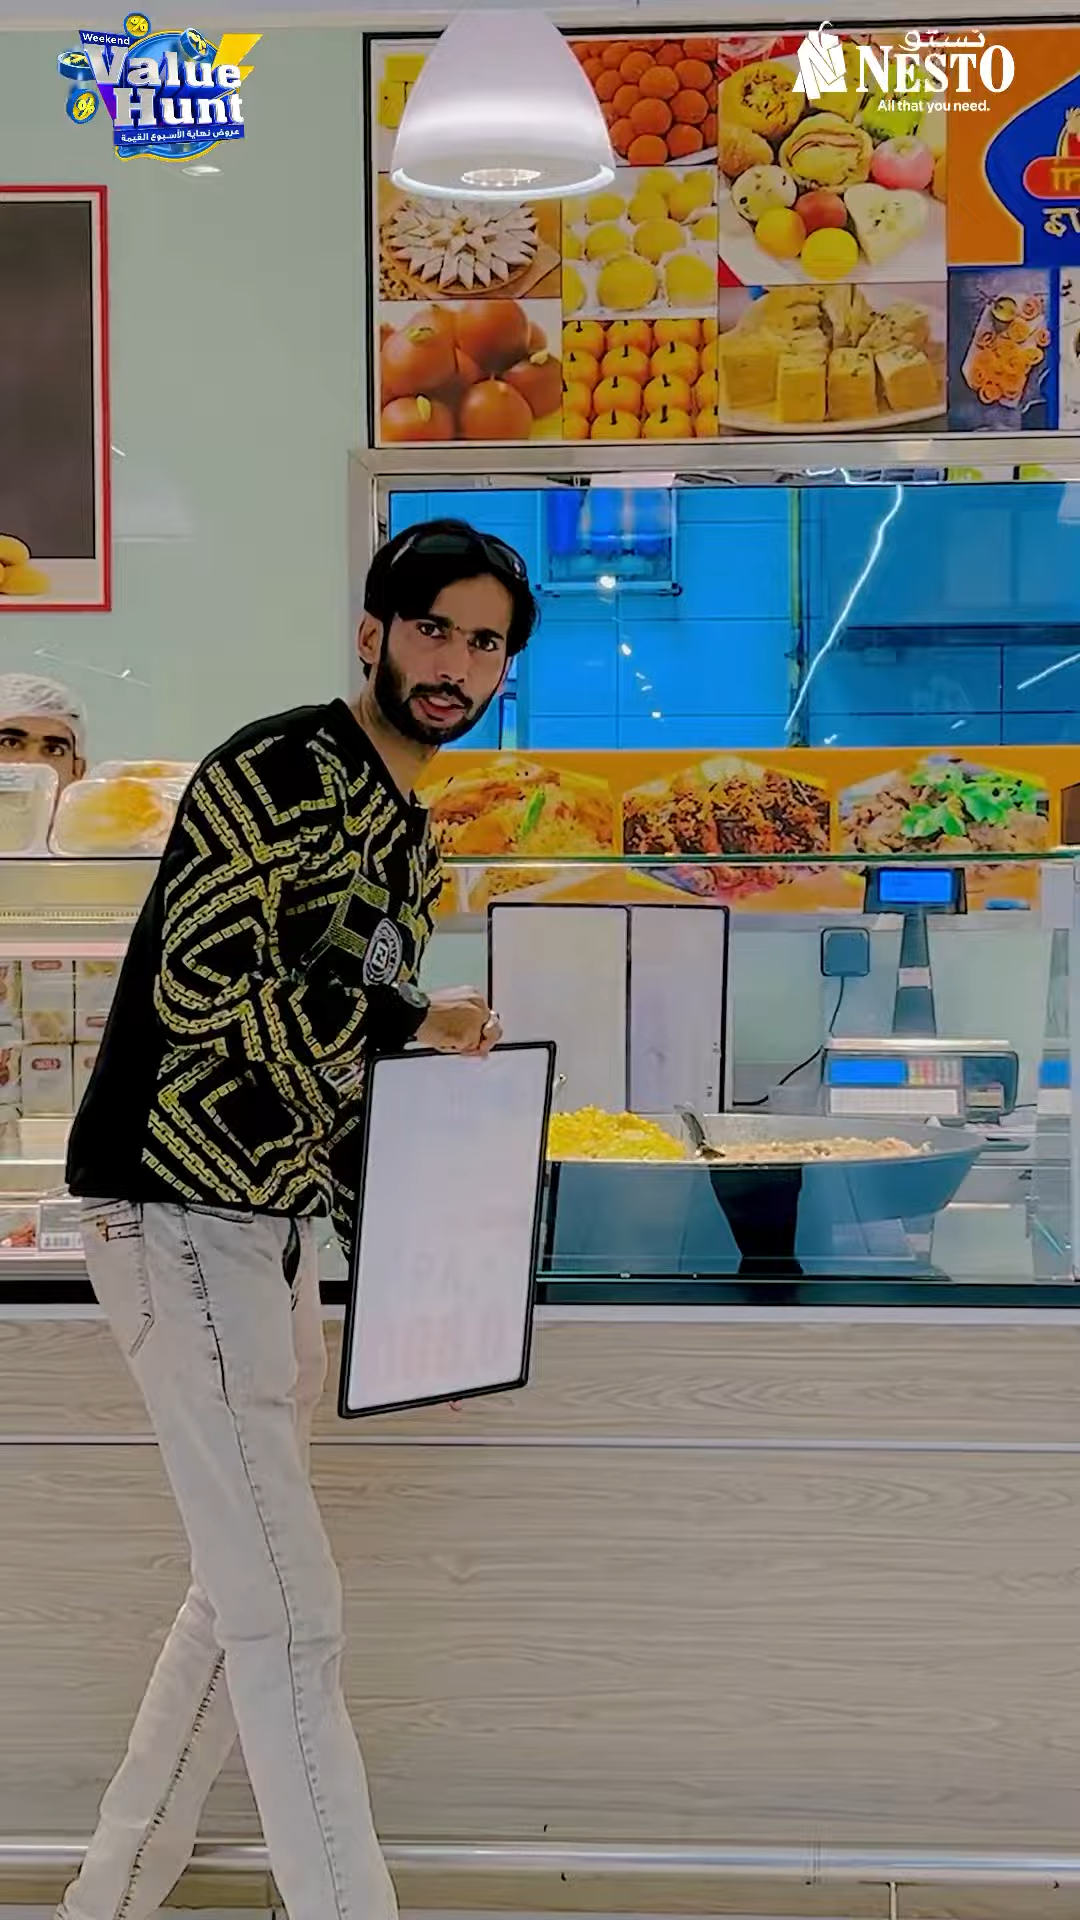 Weekend
Value
Hunt
عروض نهاية الأسبوع القيمة
نستو
NESTO
All that you need.